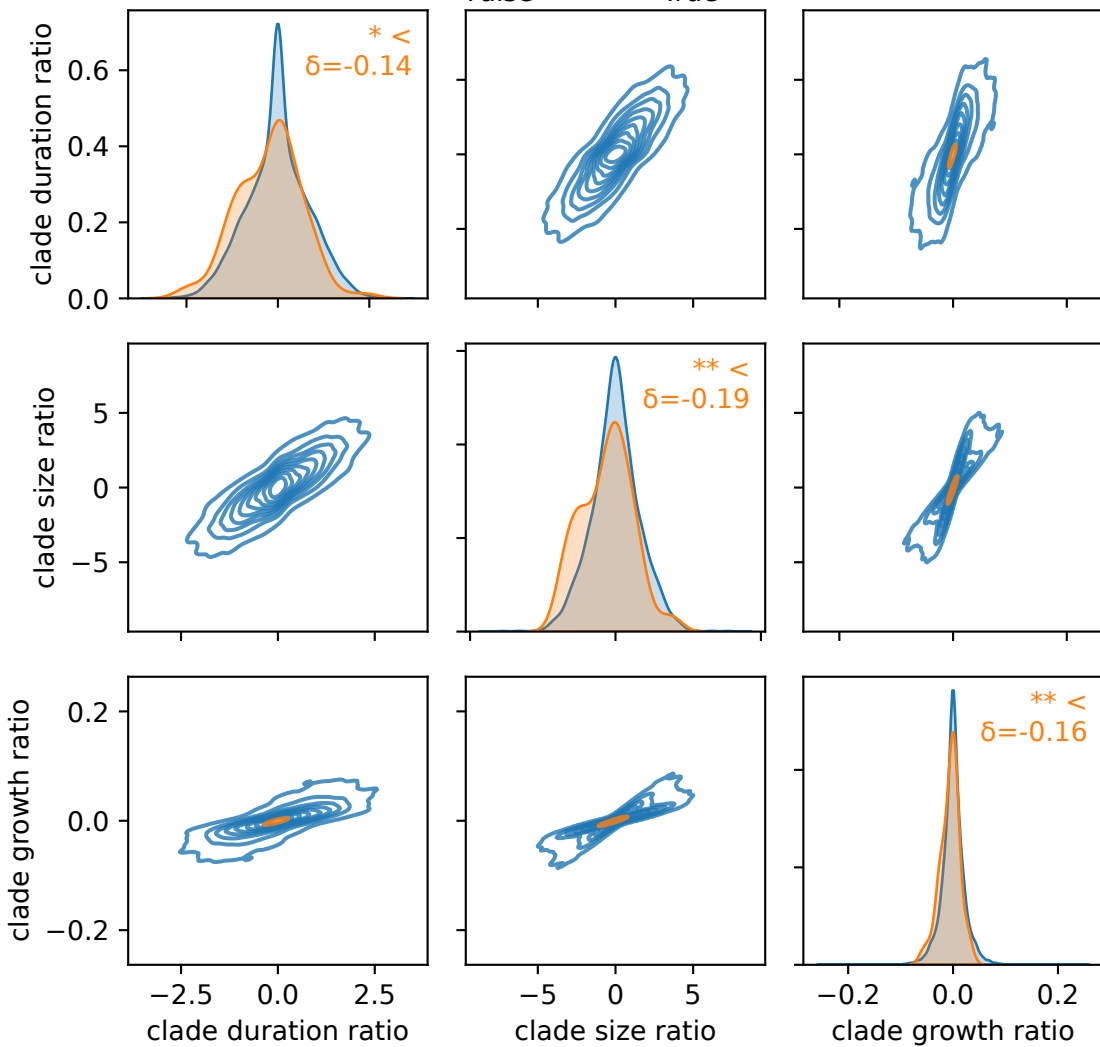 clade duration ratio
0.6
0.4
0.2
0.0
* <
δ=-0.14
clade size ratio
5
0
−5
** <
δ=-0.19
clade growth ratio
0.2
0.0
−0.2
** <
δ=-0.16
−2.5 0.0 2.5
−5 0 5
−0.2 0.0 0.2
clade duration ratio
clade size ratio
clade growth ratio